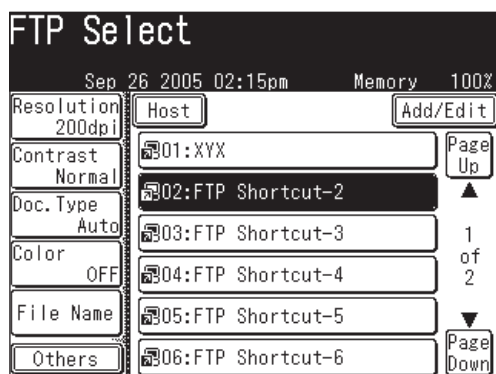 FTP Select
Sep 26 2005 02:15pm Memory 100%
Resolution
200dpi
Contrast
Normal
Doc.Type
Auto
Color
OFF
File Name
Others
Host
Add/Edit
01:XYX
02:FTP Shortcut-2
03:FTP Shortcut-3
04:FTP Shortcut-4
05:FTP Shortcut-5
06:FTP Shortcut-6
Page
Up
1
of
2
Page
Down